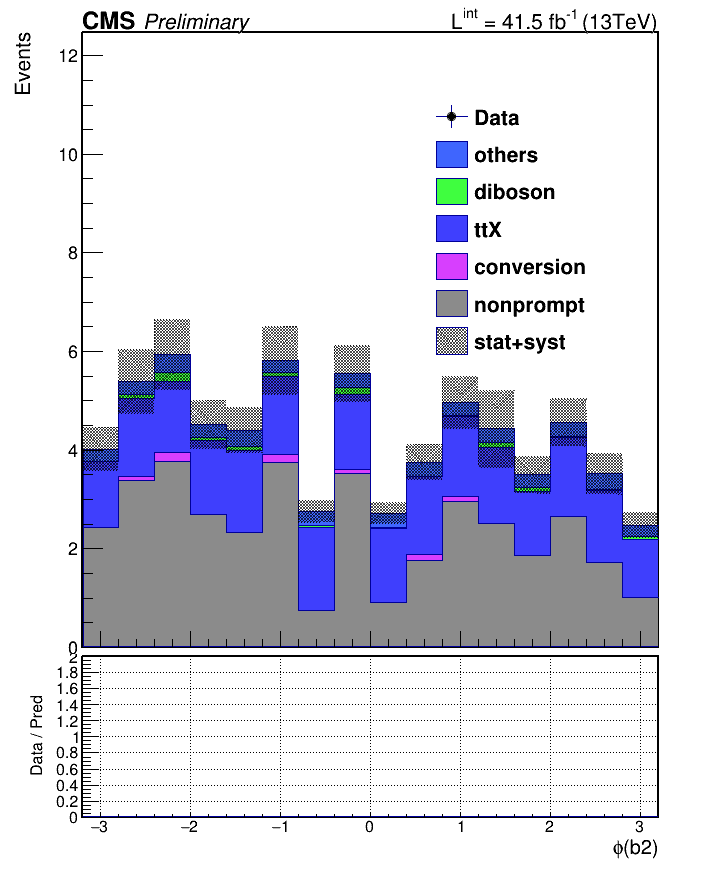 CMS Preliminary
L^int = 41.5 fb^-1 (13TeV)
Events
12
10
8
6
4
2
0
Data
others
diboson
ttX
conversion
nonprompt
stat+syst
Data / Pred
2
1.8
1.6
1.4
1.2
1
0.8
0.6
0.4
0.2
0
−3 −2 −1 0 1 2 3
ϕ(b2)